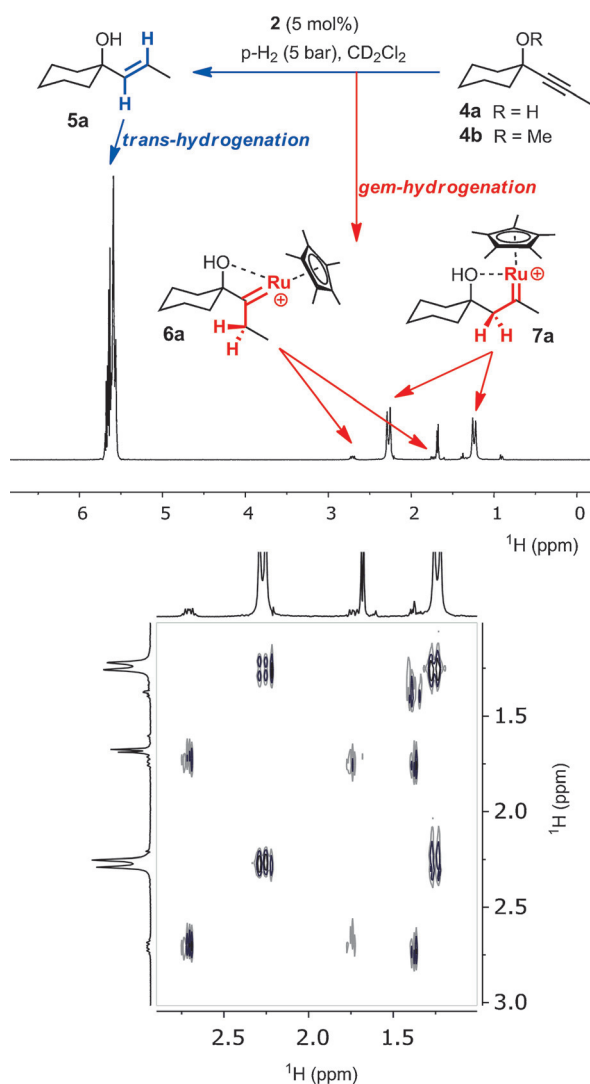 2 (5 mol%)
p-H₂ (5 bar), CD₂Cl₂
OH
H
H
5a
OR
4a R = H
4b R = Me
trans-hydrogenation
gem-hydrogenation
HO
Ru
⊕
H
H
6a
HO
Ru
⊕
H
H
7a
6 5 4 3 2 1 0
¹H (ppm)
1.5
2.0
2.5
3.0
¹H (ppm)
2.5 2.0 1.5
¹H (ppm)